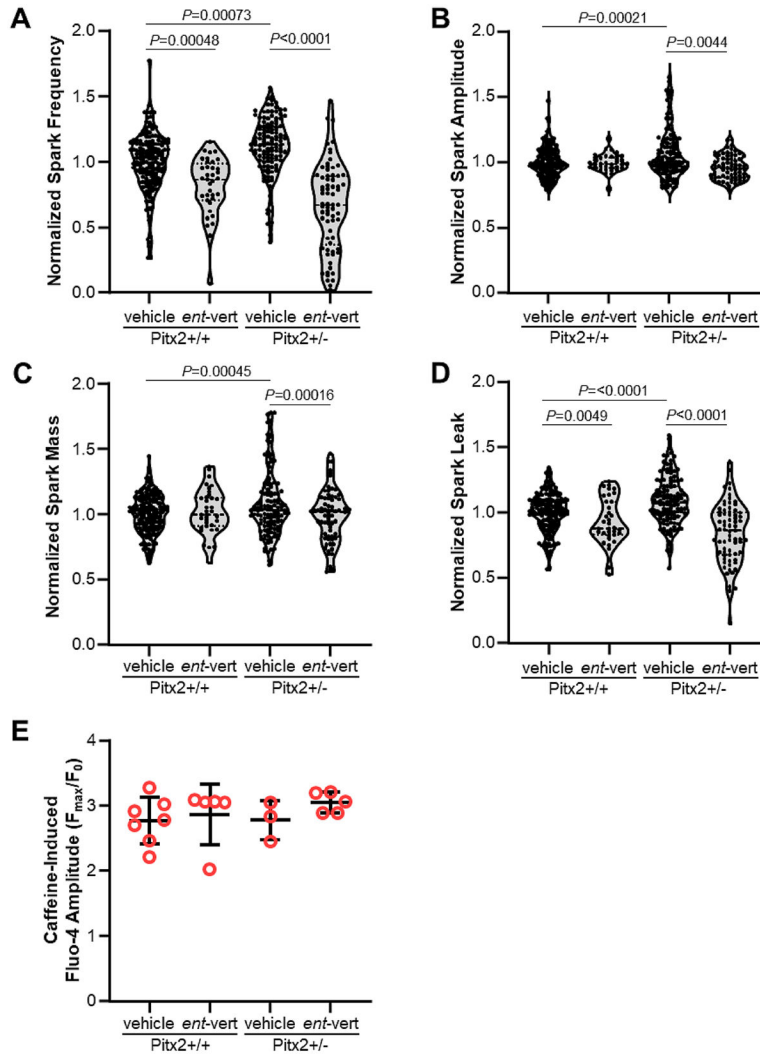 A
Normalized Spark Frequency
2.0
1.5
1.0
0.5
0.0
P=0.00073
P=0.00048
P<0.0001
vehicle ent-vert vehicle ent-vert
Pitx2+/+ Pitx2+/-
B
Normalized Spark Amplitude
2.0
1.5
1.0
0.5
0.0
P=0.00021
P=0.0044
vehicle ent-vert vehicle ent-vert
Pitx2+/+ Pitx2+/-
C
Normalized Spark Mass
2.0
1.5
1.0
0.5
0.0
P=0.00045
P=0.00016
vehicle ent-vert vehicle ent-vert
Pitx2+/+ Pitx2+/-
D
Normalized Spark Leak
2.0
1.5
1.0
0.5
0.0
P=<0.0001
P=0.0049
P<0.0001
vehicle ent-vert vehicle ent-vert
Pitx2+/+ Pitx2+/-
E
Caffeine-Induced
Fluo-4 Amplitude (Fmax/F0)
4
3
2
1
0
vehicle ent-vert vehicle ent-vert
Pitx2+/+ Pitx2+/-